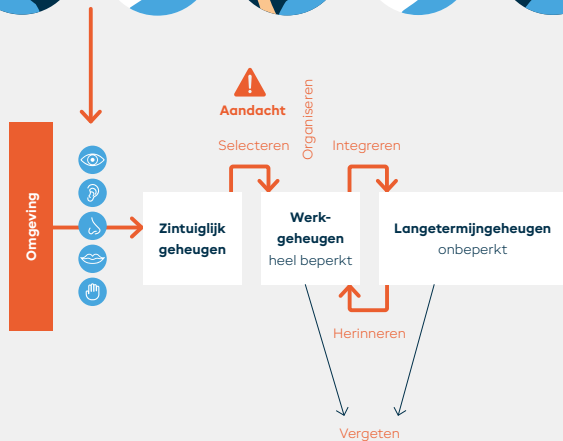 Aandacht
Selecteren
Organiseren
Integreren
Omgeving
Zintuiglijk
geheugen
Werk-
geheugen
heel beperkt
Langetermijngeheugen
onbeperkt
Herinneren
Vergeten